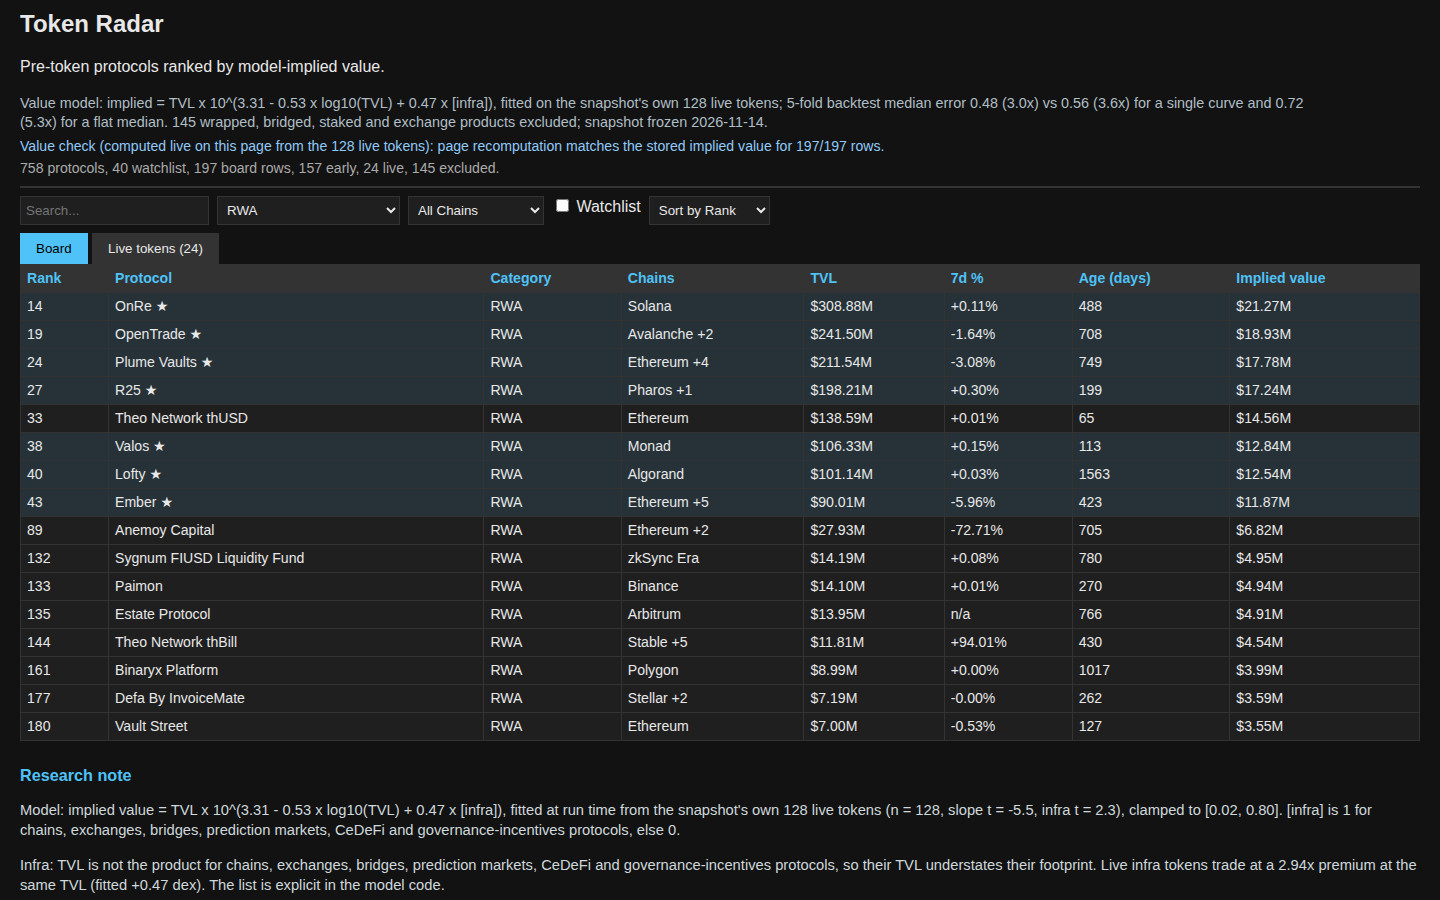 Token Radar
Pre-token protocols ranked by model-implied value.
Value model: implied = TVL x 10^(3.31 - 0.53 x log10(TVL) + 0.47 x [infra]), fitted on the snapshot's own 128 live tokens; 5-fold backtest median error 0.48 (3.0x) vs 0.56 (3.6x) for a single curve and 0.72
(5.3x) for a flat median. 145 wrapped, bridged, staked and exchange products excluded; snapshot frozen 2026-11-14.
Value check (computed live on this page from the 128 live tokens): page recomputation matches the stored implied value for 197/197 rows.
758 protocols, 40 watchlist, 197 board rows, 157 early, 24 live, 145 excluded.
Search... RWA All Chains Watchlist Sort by Rank
Board Live tokens (24)
Rank Protocol Category Chains TVL 7d % Age (days) Implied value
14 OnRe ★ RWA Solana $308.88M +0.11% 488 $21.27M
19 OpenTrade ★ RWA Avalanche +2 $241.50M -1.64% 708 $18.93M
24 Plume Vaults ★ RWA Ethereum +4 $211.54M -3.08% 749 $17.78M
27 R25 ★ RWA Pharos +1 $198.21M +0.30% 199 $17.24M
33 Theo Network thUSD RWA Ethereum $138.59M +0.01% 65 $14.56M
38 Valos ★ RWA Monad $106.33M +0.15% 113 $12.84M
40 Lofty ★ RWA Algorand $101.14M +0.03% 1563 $12.54M
43 Ember ★ RWA Ethereum +5 $90.01M -5.96% 423 $11.87M
89 Anemoy Capital RWA Ethereum +2 $27.93M -72.71% 705 $6.82M
132 Sygnum FIUSD Liquidity Fund RWA zkSync Era $14.19M +0.08% 780 $4.95M
133 Paimon RWA Binance $14.10M +0.01% 270 $4.94M
135 Estate Protocol RWA Arbitrum $13.95M n/a 766 $4.91M
144 Theo Network thBill RWA Stable +5 $11.81M +94.01% 430 $4.54M
161 Binaryx Platform RWA Polygon $8.99M +0.00% 1017 $3.99M
177 Defa By InvoiceMate RWA Stellar +2 $7.19M -0.00% 262 $3.59M
180 Vault Street RWA Ethereum $7.00M -0.53% 127 $3.55M
Research note
Model: implied value = TVL x 10^(3.31 - 0.53 x log10(TVL) + 0.47 x [infra]), fitted at run time from the snapshot's own 128 live tokens (n = 128, slope t = -5.5, infra t = 2.3), clamped to [0.02, 0.80]. [infra] is 1 for
chains, exchanges, bridges, prediction markets, CeDeFi and governance-incentives protocols, else 0.
Infra: TVL is not the product for chains, exchanges, bridges, prediction markets, CeDeFi and governance-incentives protocols, so their TVL understates their footprint. Live infra tokens trade at a 2.94x premium at the
same TVL (fitted +0.47 dex). The list is explicit in the model code.